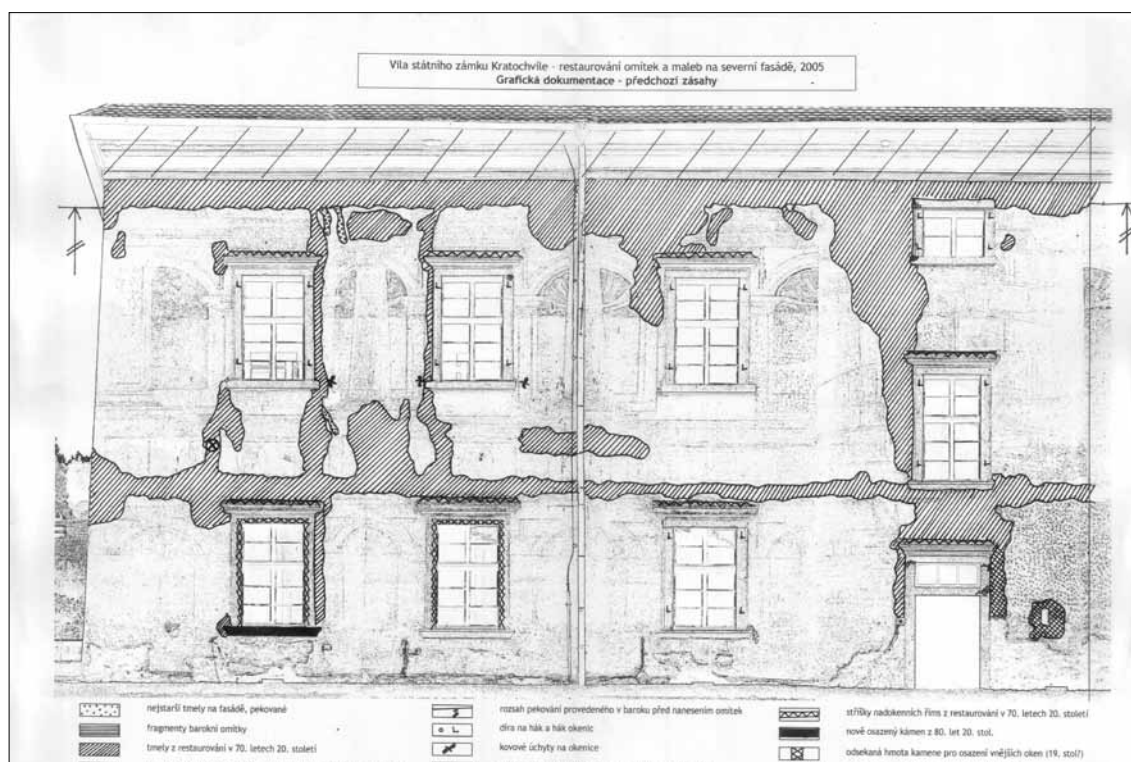 Vila státního zámku Kratochvíle - restaurování omítek a maleb na severní fasádě, 2005
Grafická dokumentace - předchozí zásahy
nejstarší tmely na fasádě, pekované
fragmenty barokní omítky
tmely z restaurování v 70. letech 20. století
rozsah pekování provedeného v baroku před nanesením omítek
díra na hák a hák okenic
kovové úchyty na okenice
stříšky nadokenních říms z restaurování v 70. letech 20. století
nově osazený kámen z 80. let 20. stol.
odsekaná hmota kamene pro osazení vnějších oken (19. stol?)